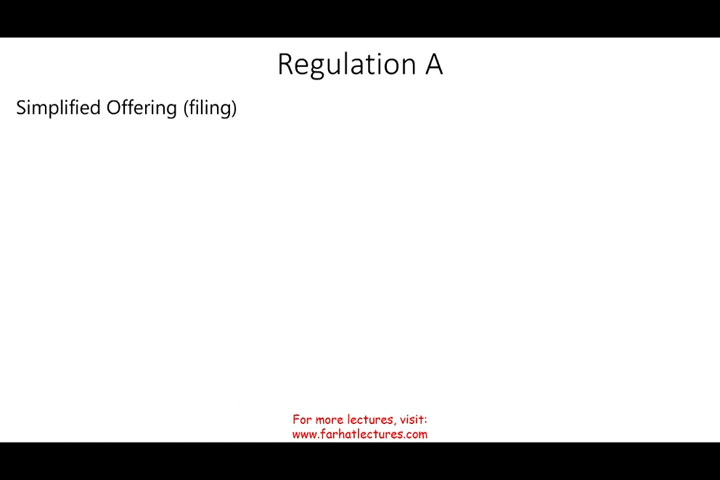 Regulation A
Simplified Offering (filing)
For more lectures, visit:
www.farhatlectures.com